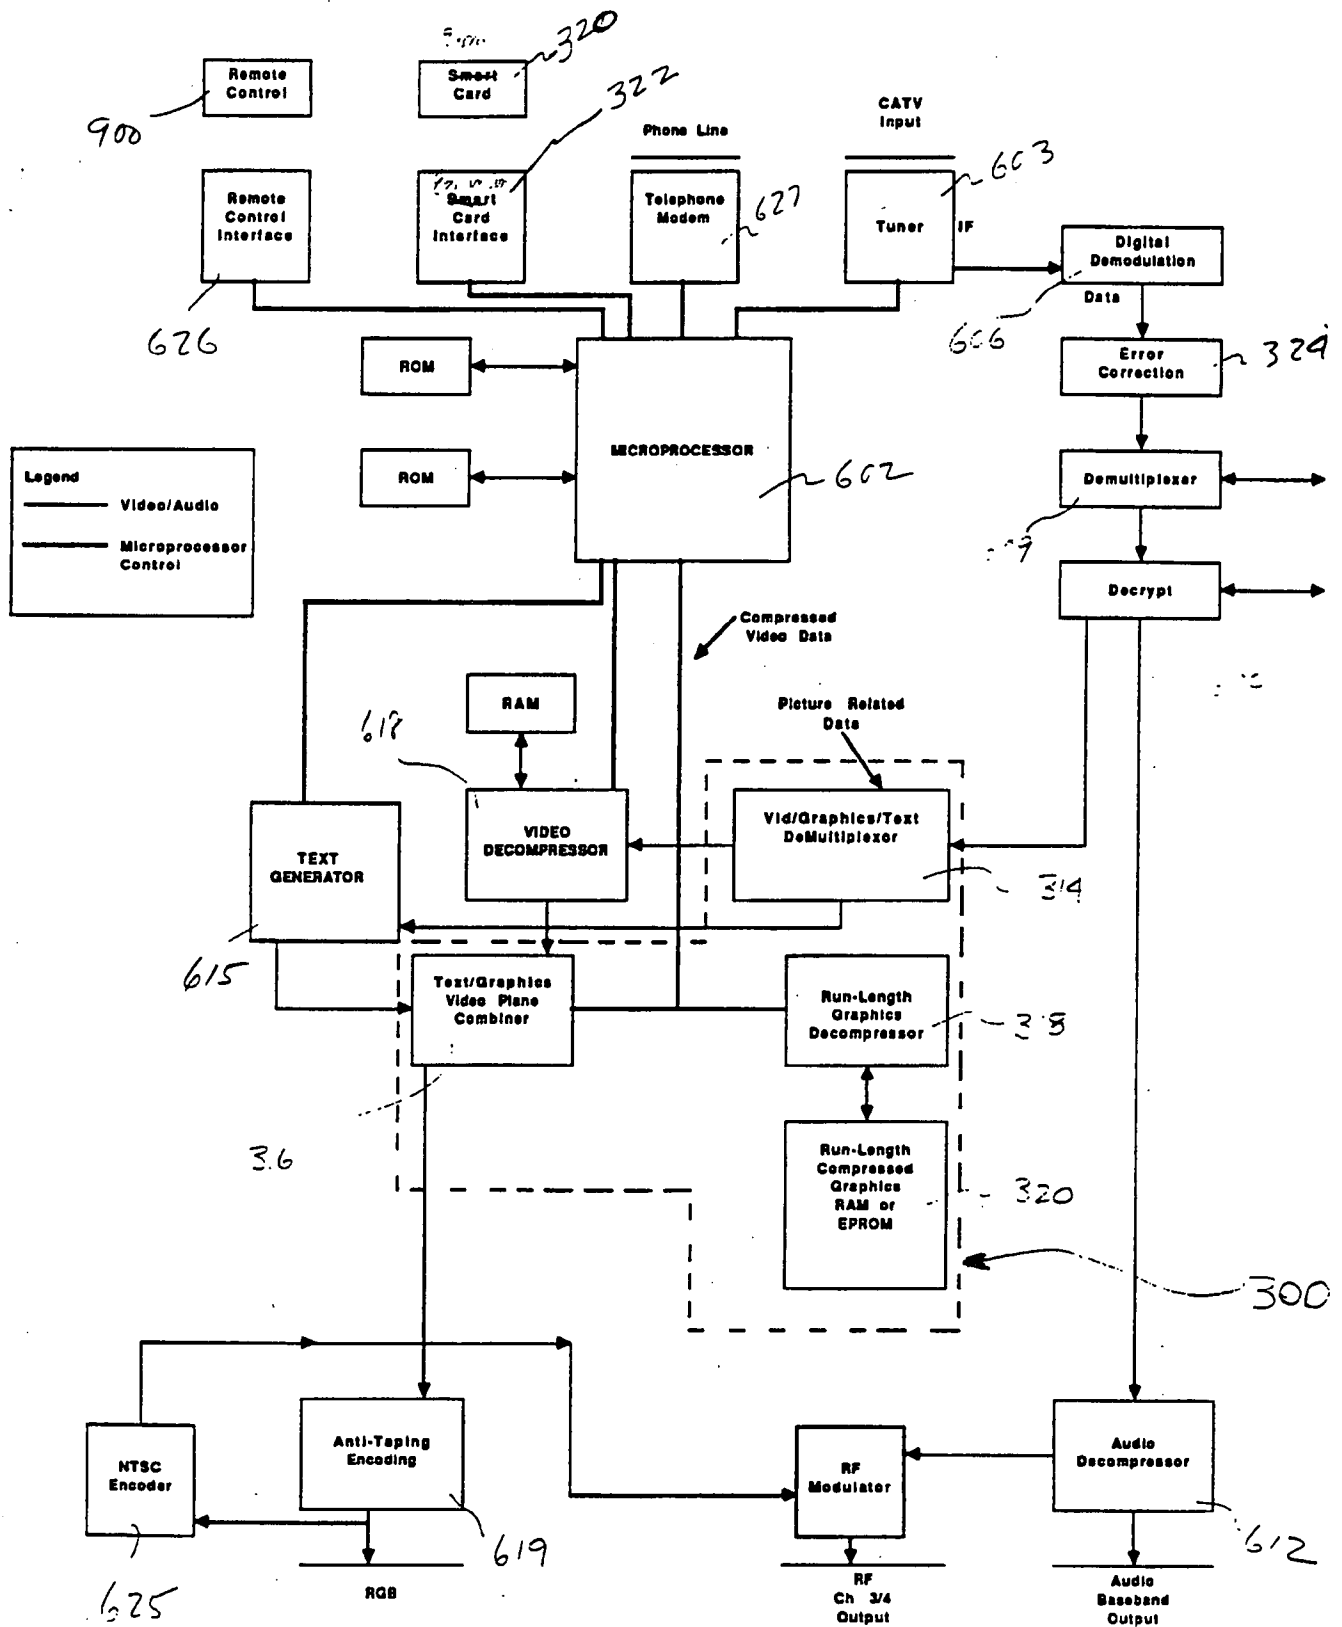 320
Remote
Control
Smart
Card
322
900
CATV
Input
Phone Line
603
Remote
Control
Interface
Smart
Card
Interface
Telephone
Modem
627
Tuner
IF
Digital
Demodulation
Data
626
606
ROM
Error
Correction
324
MICROPROCESSOR
602
ROM
Demultiplexer
Legend
Video/Audio
Microprocessor
Control
Decrypt
Compressed
Video Data
RAM
Picture Related
Data
618
Vid/Graphics/Text
DeMultiplexor
VIDEO
DECOMPRESSOR
TEXT
GENERATOR
314
615
Text/Graphics
Video Plane
Combiner
Run-Length
Graphics
Decompressor
318
Run-Length
Compressed
Graphics
RAM or
EPROM
320
300
NTSC
Encoder
Anti-Taping
Encoding
RF
Modulator
Audio
Decompressor
619
612
625
RGB
RF
Ch 3/4
Output
Audio
Baseband
Output